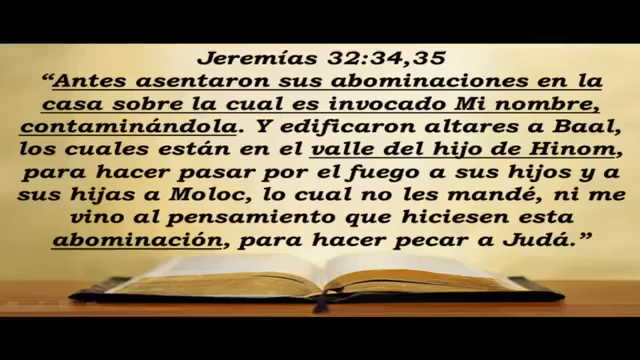 Jeremías 32:34,35
“Antes asentaron sus abominaciones en la
casa sobre la cual es invocado Mi nombre,
contaminándola. Y edificaron altares a Baal,
los cuales están en el valle del hijo de Hinom,
para hacer pasar por el fuego a sus hijos y a
sus hijas a Moloc, lo cual no les mandé, ni me
vino al pensamiento que hiciesen esta
abominación, para hacer pecar a Judá.”